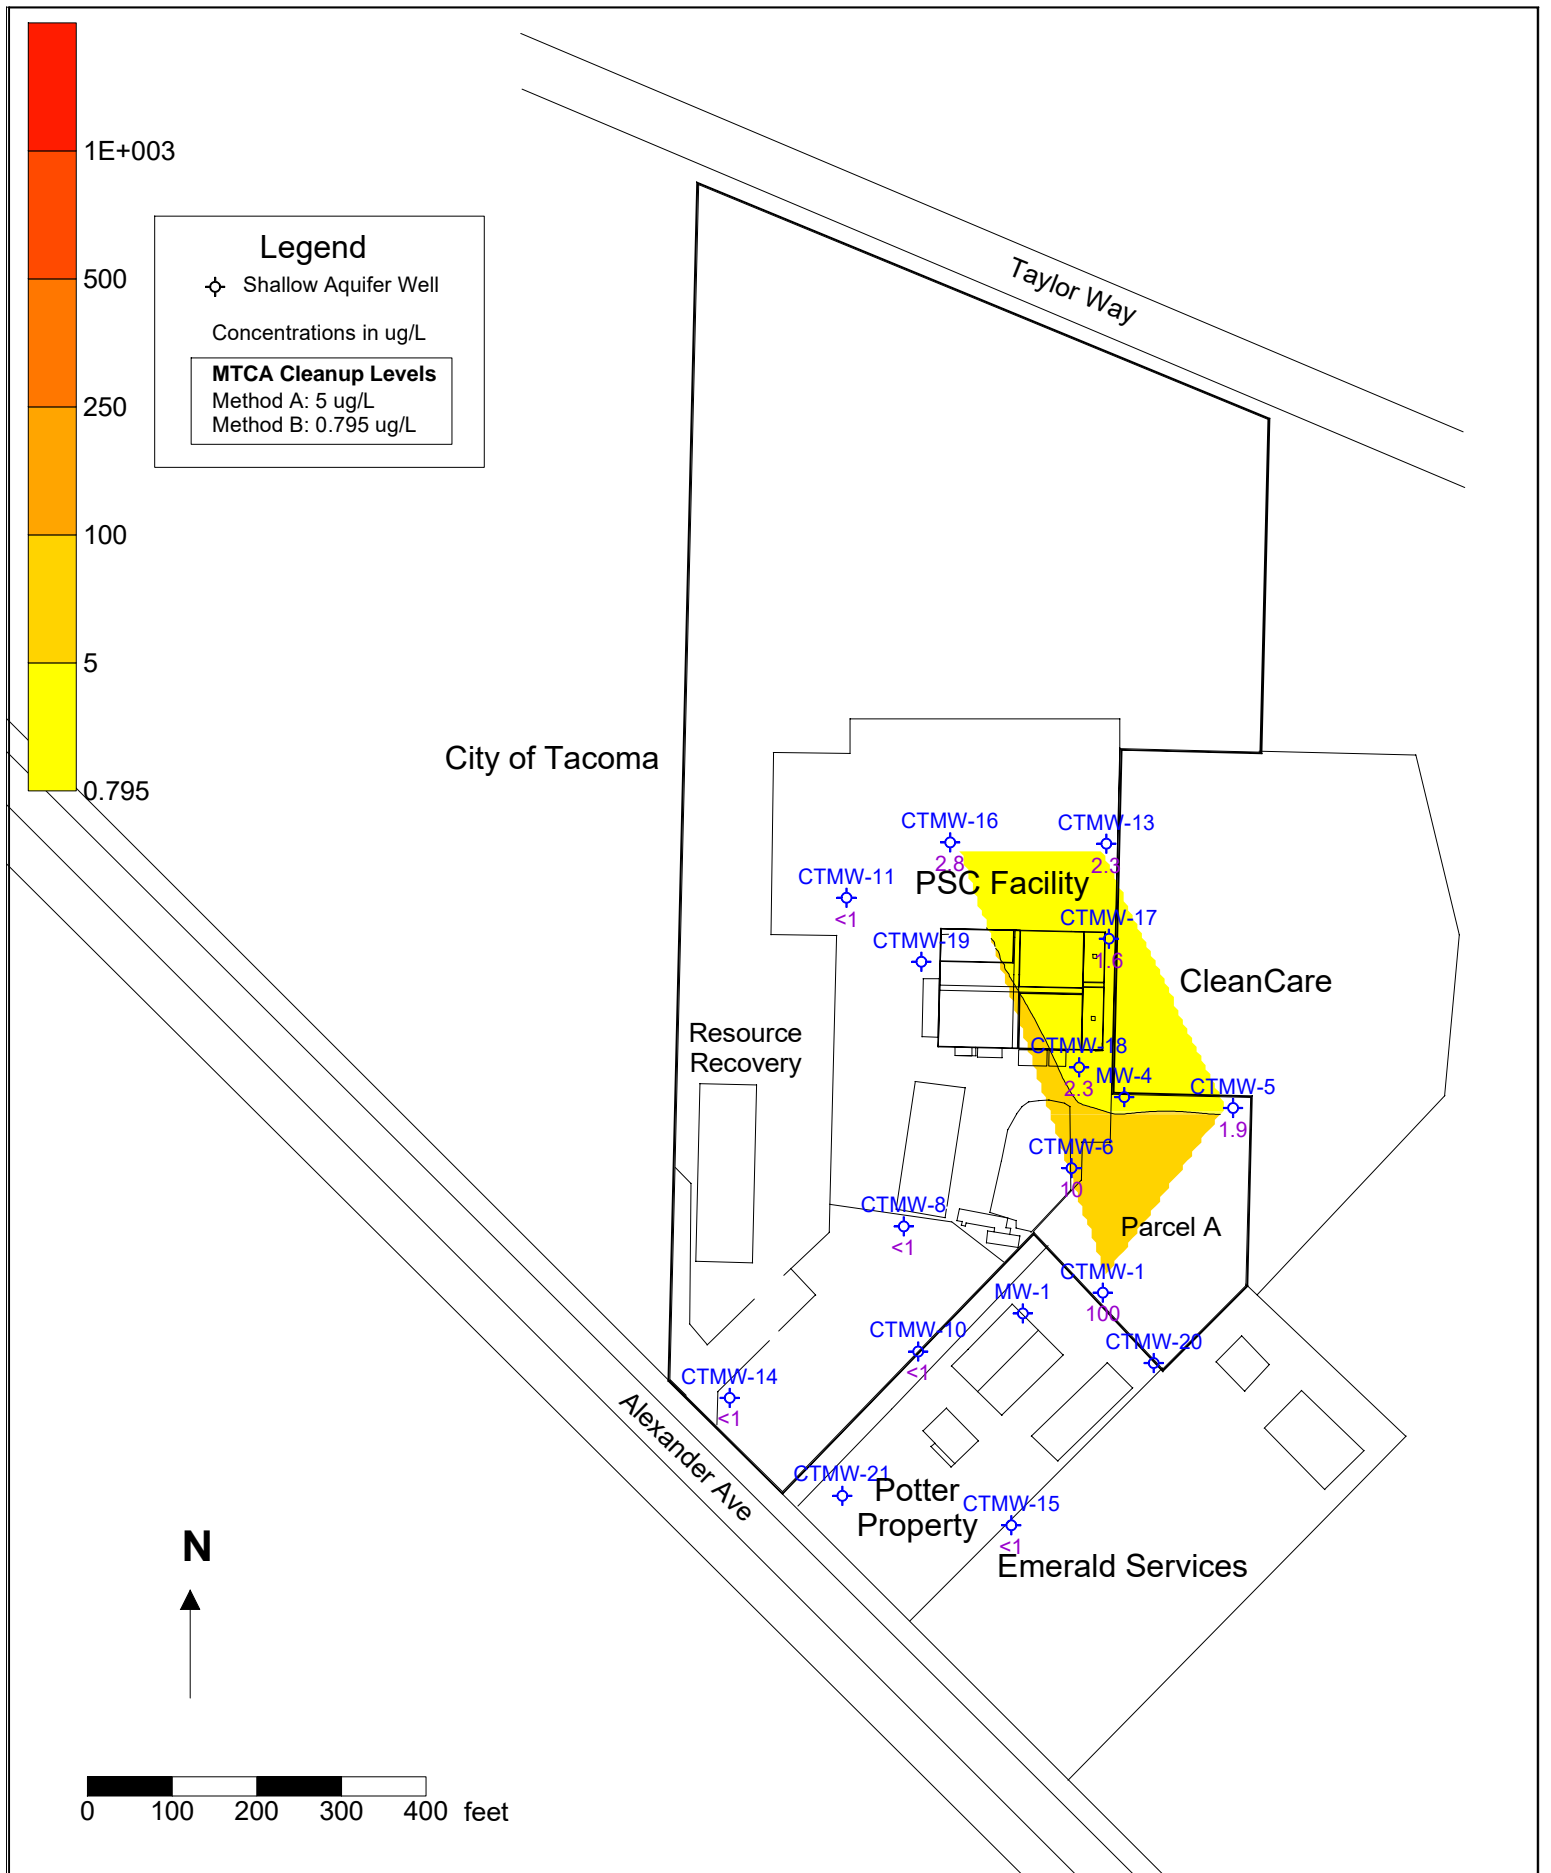 1E+003
500
250
100
5
0.795
Legend
Shallow Aquifer Well
Concentrations in ug/L
MTCA Cleanup Levels
Method A: 5 ug/L
Method B: 0.795 ug/L
Taylor Way
City of Tacoma
CTMW-16
2.8
CTMW-13
2.3
PSC Facility
CTMW-11
<1
CTMW-17
1.6
CTMW-19
CleanCare
Resource
Recovery
CTMW-18
2.3
MW-4
CTMW-5
1.9
CTMW-6
10
CTMW-8
<1
Parcel A
CTMW-1
100
MW-1
CTMW-10
<1
CTMW-20
CTMW-14
<1
Alexander Ave
CTMW-21
Potter
Property
CTMW-15
<1
Emerald Services
N
0 100 200 300 400 feet